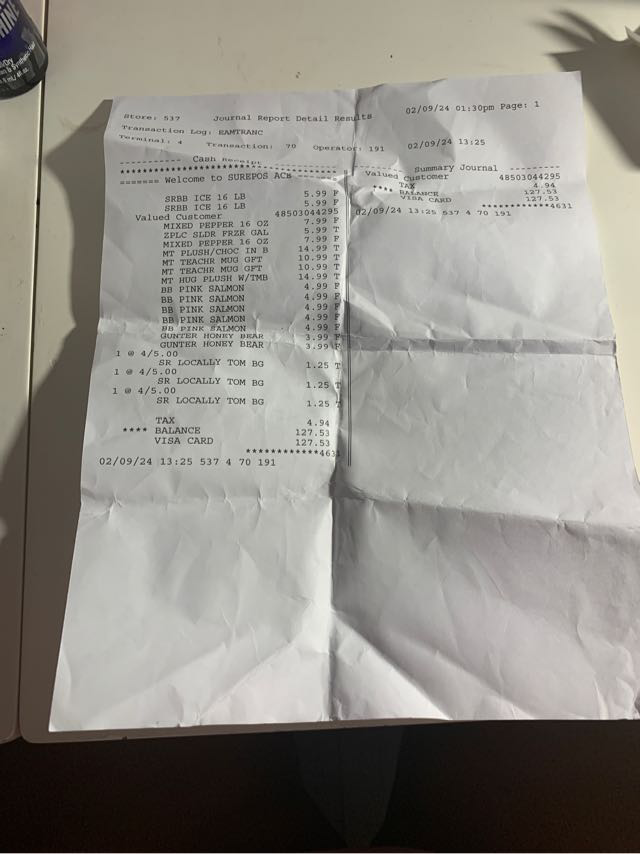 Store: 537 Journal Report Detail Results 02/09/24 01:30pm Page: 1
Transaction Log: EAMTRANC
Terminal: 4 Transaction: 70 Operator: 191 02/09/24 13:25
---------- Cash Receipt
======= Welcome to SUREPOS ACE
SRBB ICE 16 LB 5.99 F
SRBB ICE 16 LB 5.99 F
Valued Customer 48503044295
MIXED PEPPER 16 OZ 7.99 F
ZPLC SLDR FRZR GAL 5.99 T
MIXED PEPPER 16 OZ 7.99 F
MT PLUSH/CHOC IN B 14.99 T
MT TEACHR MUG GFT 10.99 T
MT TEACHR MUG GFT 10.99 T
MT HUG PLUSH W/TMB 14.99 T
BB PINK SALMON 4.99 F
BB PINK SALMON 4.99 F
BB PINK SALMON 4.99 F
BB PINK SALMON 4.99 F
BB PINK SALMON 4.99 F
GUNTER HONEY BEAR 3.99 F
GUNTER HONEY BEAR 3.99 F
1 @ 4/5.00
SR LOCALLY TOM BG 1.25 T
1 @ 4/5.00
SR LOCALLY TOM BG 1.25 T
1 @ 4/5.00
SR LOCALLY TOM BG 1.25 T
TAX 4.94
**** BALANCE 127.53
VISA CARD 127.53
************4631
02/09/24 13:25 537 4 70 191
---------- Summary Journal ----------
Valued Customer 48503044295
TAX 4.94
**** BALANCE 127.53
VISA CARD 127.53
************4631
02/09/24 13:25 537 4 70 191